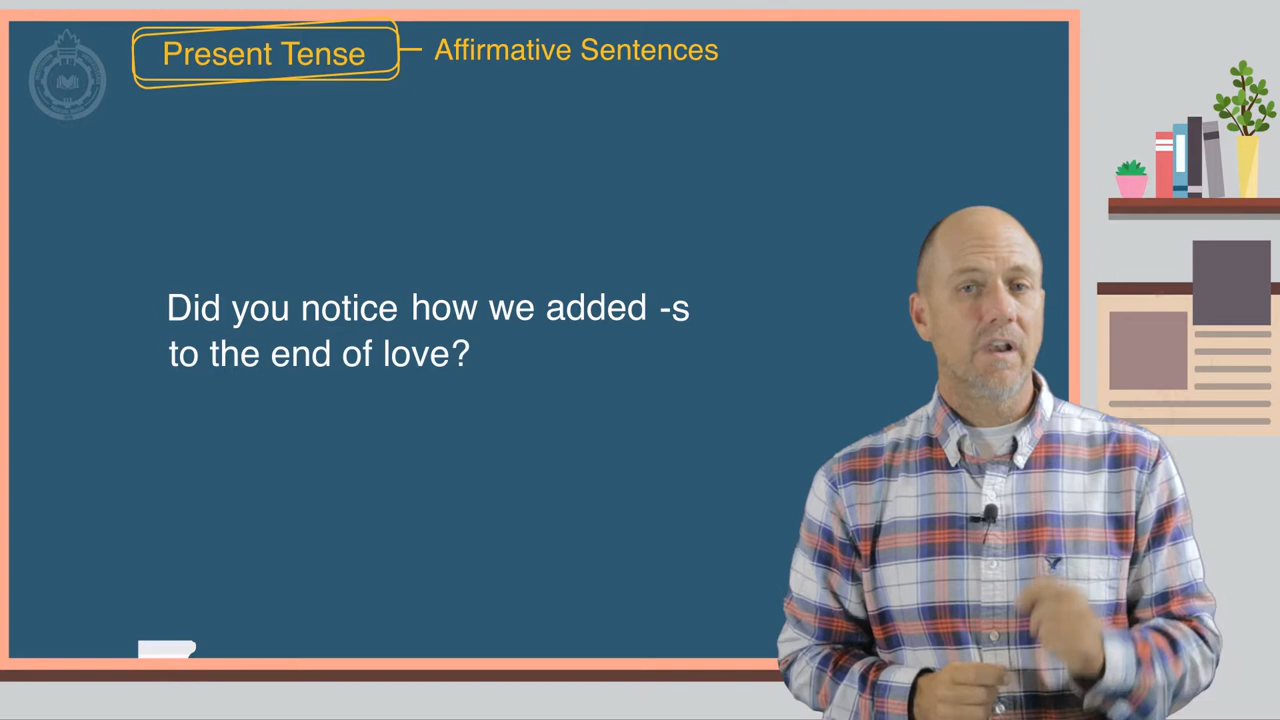 Present Tense
Affirmative Sentences
Did you notice how we added -s
to the end of love?